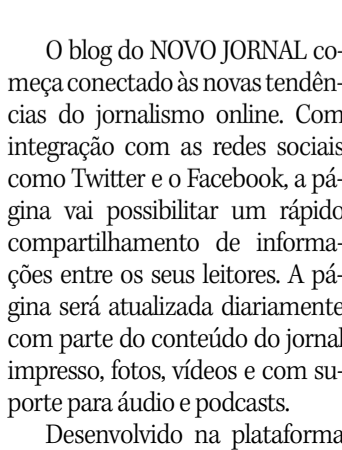 O blog do NOVO JORNAL co-
meça conectado às novas tendên-
cias do jornalismo online. Com
integração com as redes sociais
como Twitter e o Facebook, a pá-
gina vai possibilitar um rápido
compartilhamento de informa-
ções entre os seus leitores. A pá-
gina será atualizada diariamente
com parte do conteúdo do jornal
impresso, fotos, vídeos e com su-
porte para áudio e podcasts.
Desenvolvido na plataforma